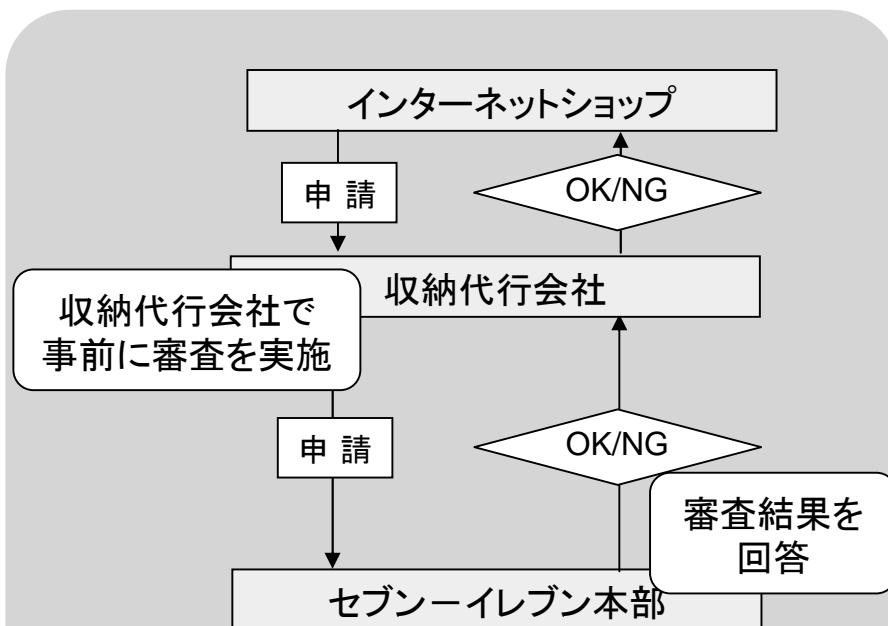 インターネットショップ
申 請
OK/NG
収納代行会社
収納代行会社で
事前に審査を実施
申 請
OK/NG
審査結果を
回答
セブン－イレブン本部